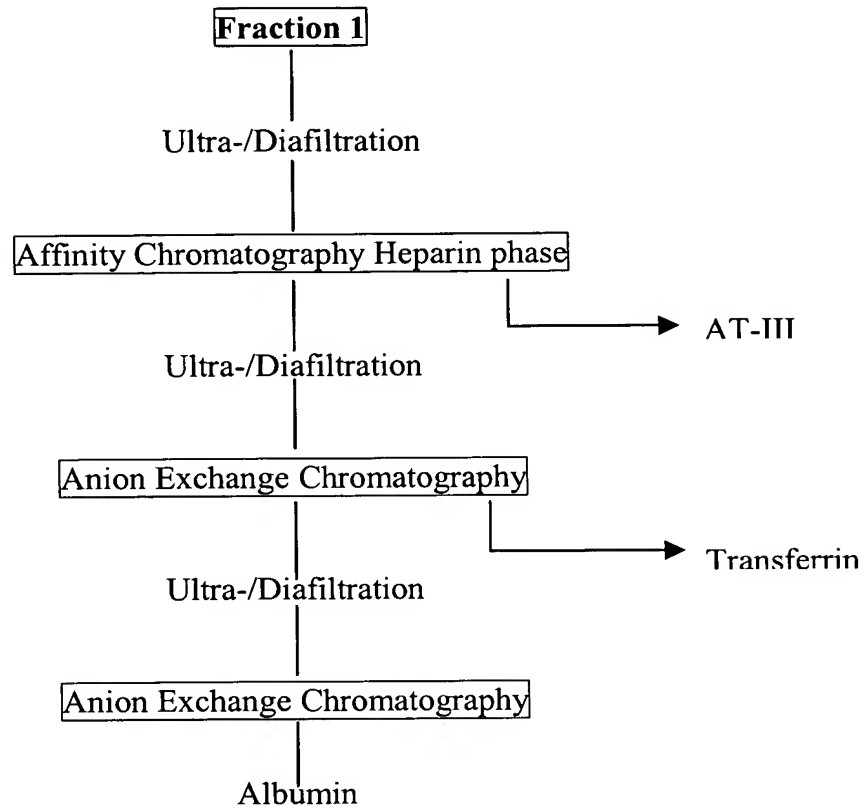 Fraction 1
Ultra-/Diafiltration
Affinity Chromatography Heparin phase
AT-III
Ultra-/Diafiltration
Anion Exchange Chromatography
Transferrin
Ultra-/Diafiltration
Anion Exchange Chromatography
Albumin